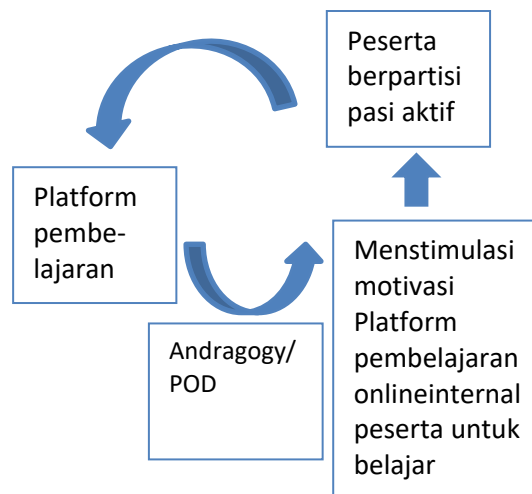 Peserta
berpartisi
pasi aktif
Platform
pembe-
lajaran
Andragogy/
POD
Menstimulasi
motivasi
Platform
pembelajaran
onlineinternal
peserta untuk
belajar